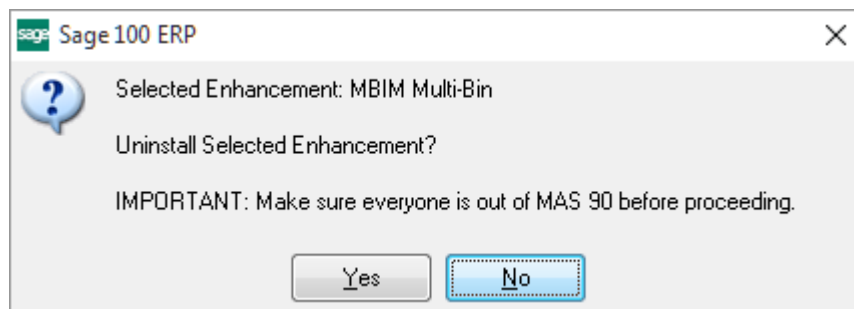 sage Sage 100 ERP
Selected Enhancement: MBIM Multi-Bin
Uninstall Selected Enhancement?
IMPORTANT: Make sure everyone is out of MAS 90 before proceeding.
Yes No